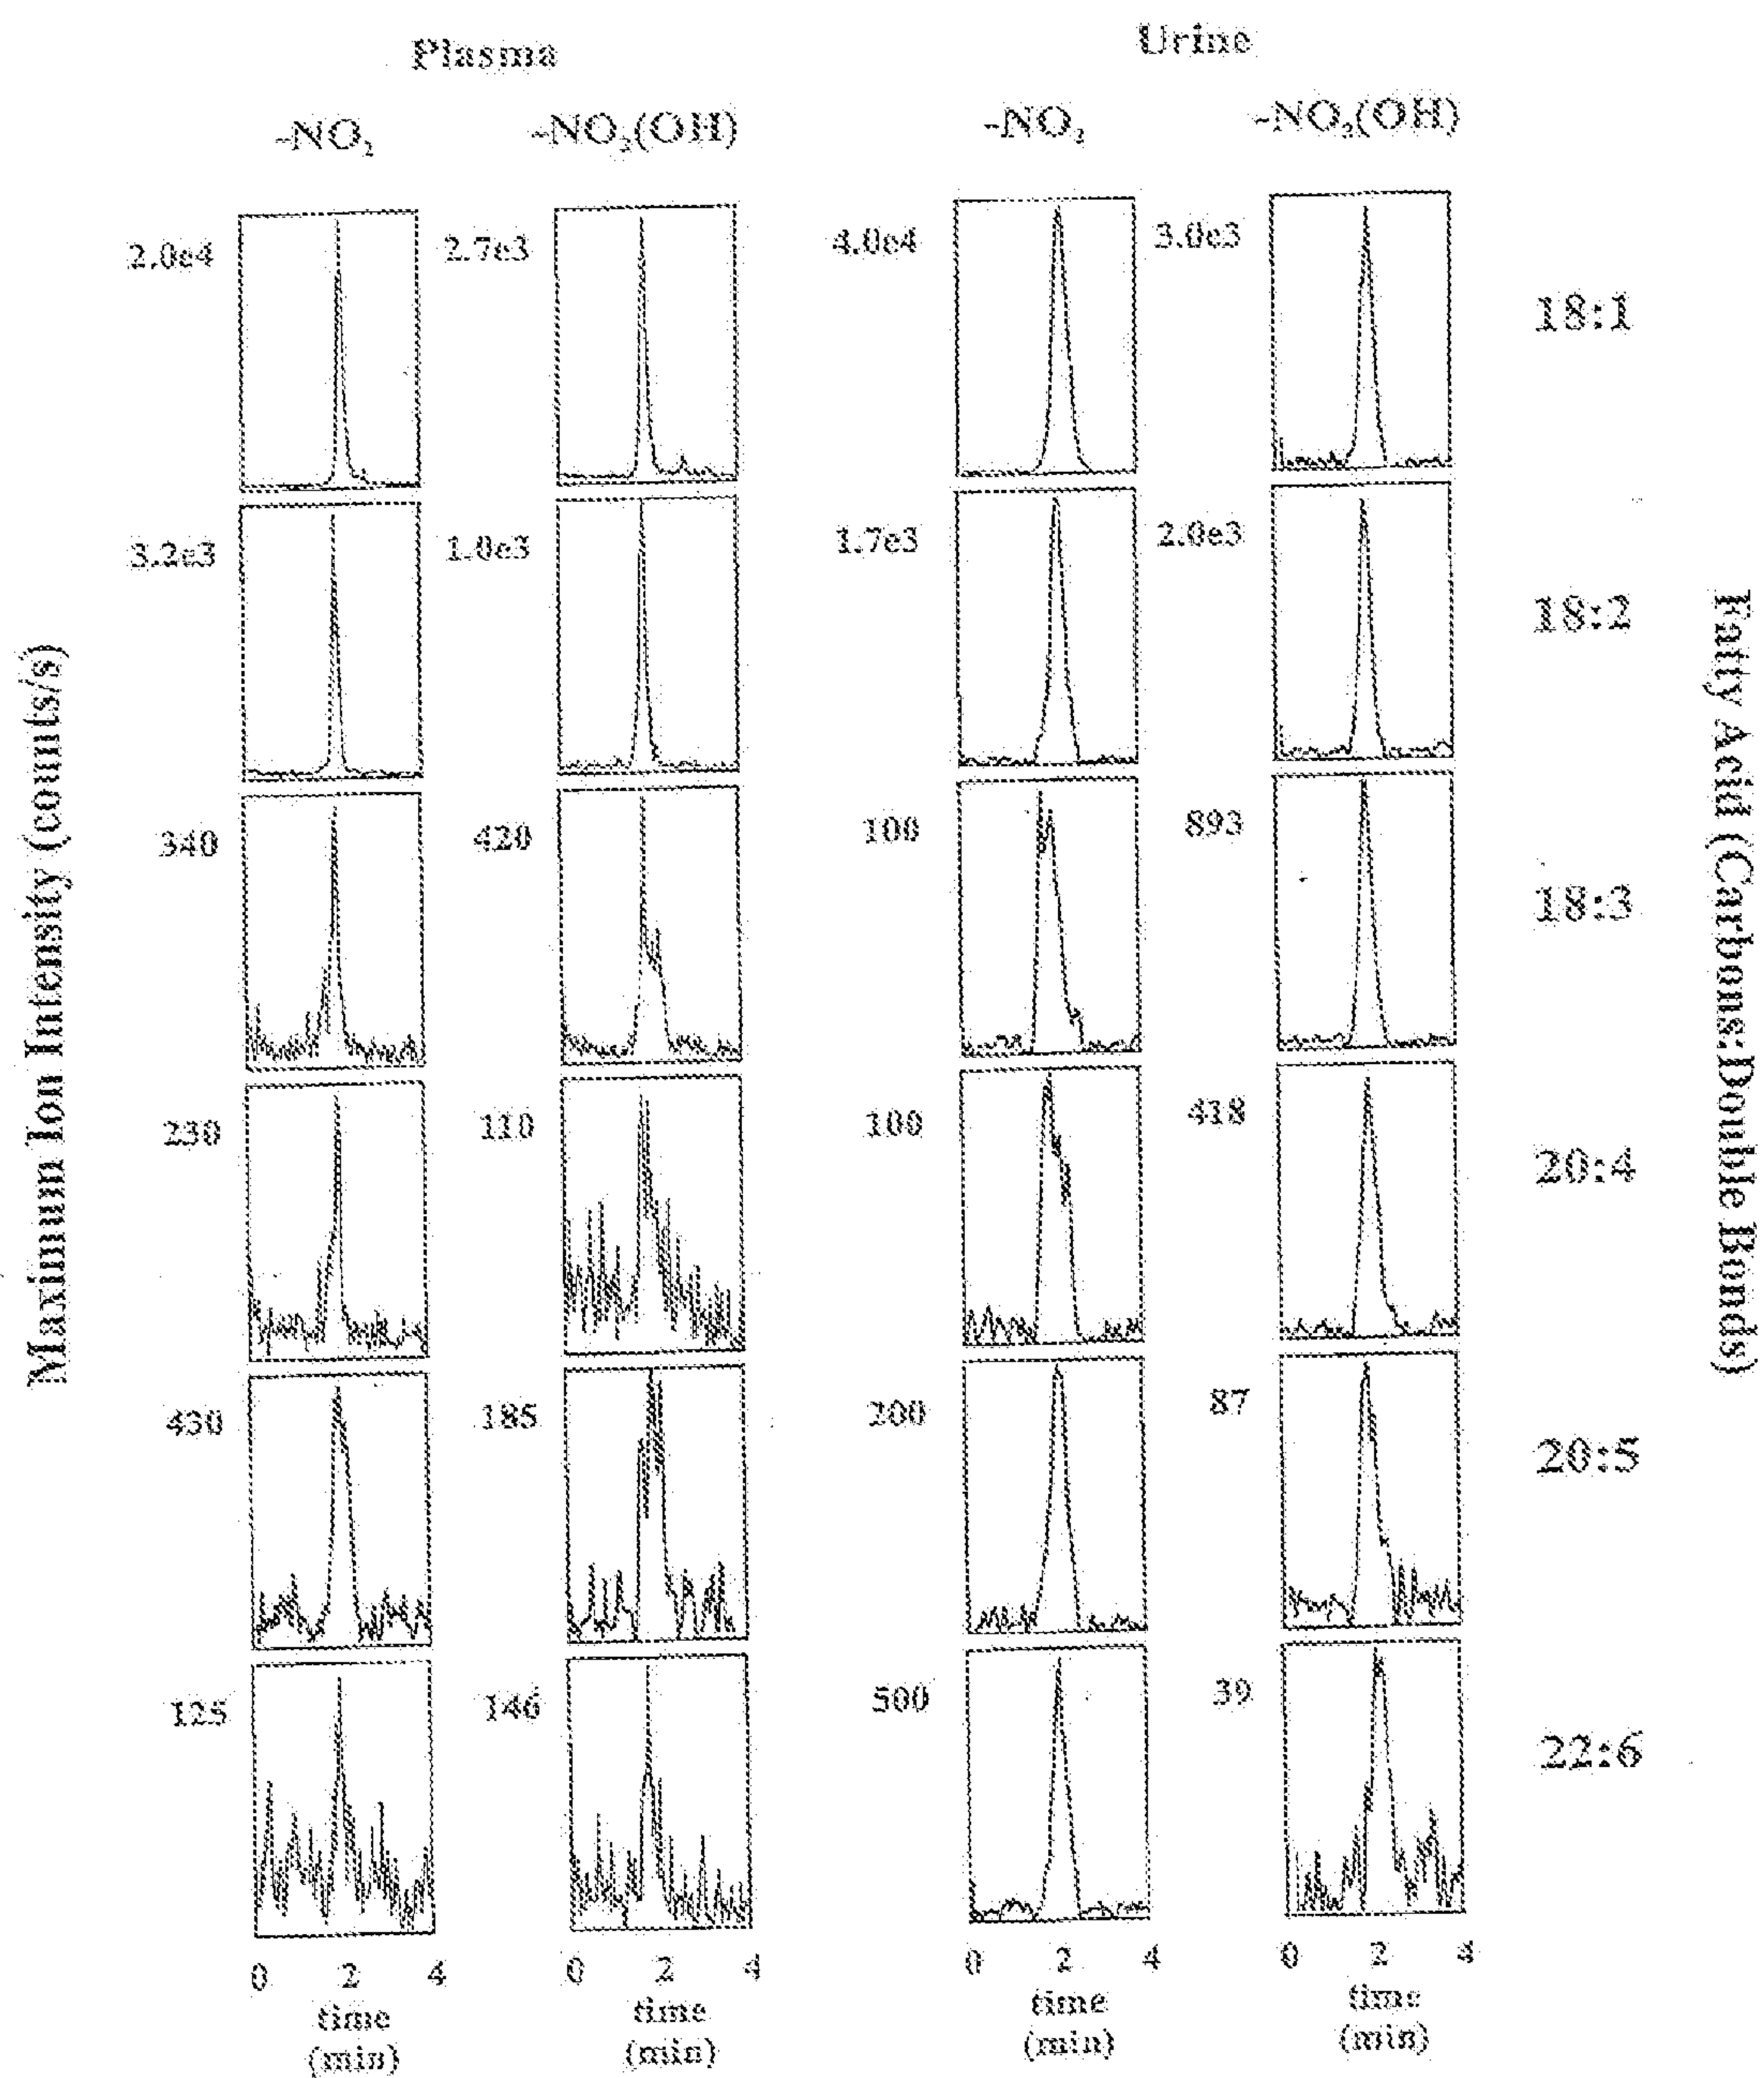 Plasma Urine
-NO₂ -NO₂(OH) -NO₂ -NO₂(OH)
2.0e4 2.7e3 4.0e4 3.0e3 18:1
3.2e3 1.0e3 1.7e3 2.0e3 18:2
340 420 100 893 18:3
230 110 100 418 20:4
430 185 200 87 20:5
125 146 500 39 22:6
0 2 4 0 2 4 0 2 4 0 2 4
time time time time
(min) (min) (min) (min)
Maximum Ion Intensity (counts/s)
Fatty Acid (Carbons:Double Bonds)